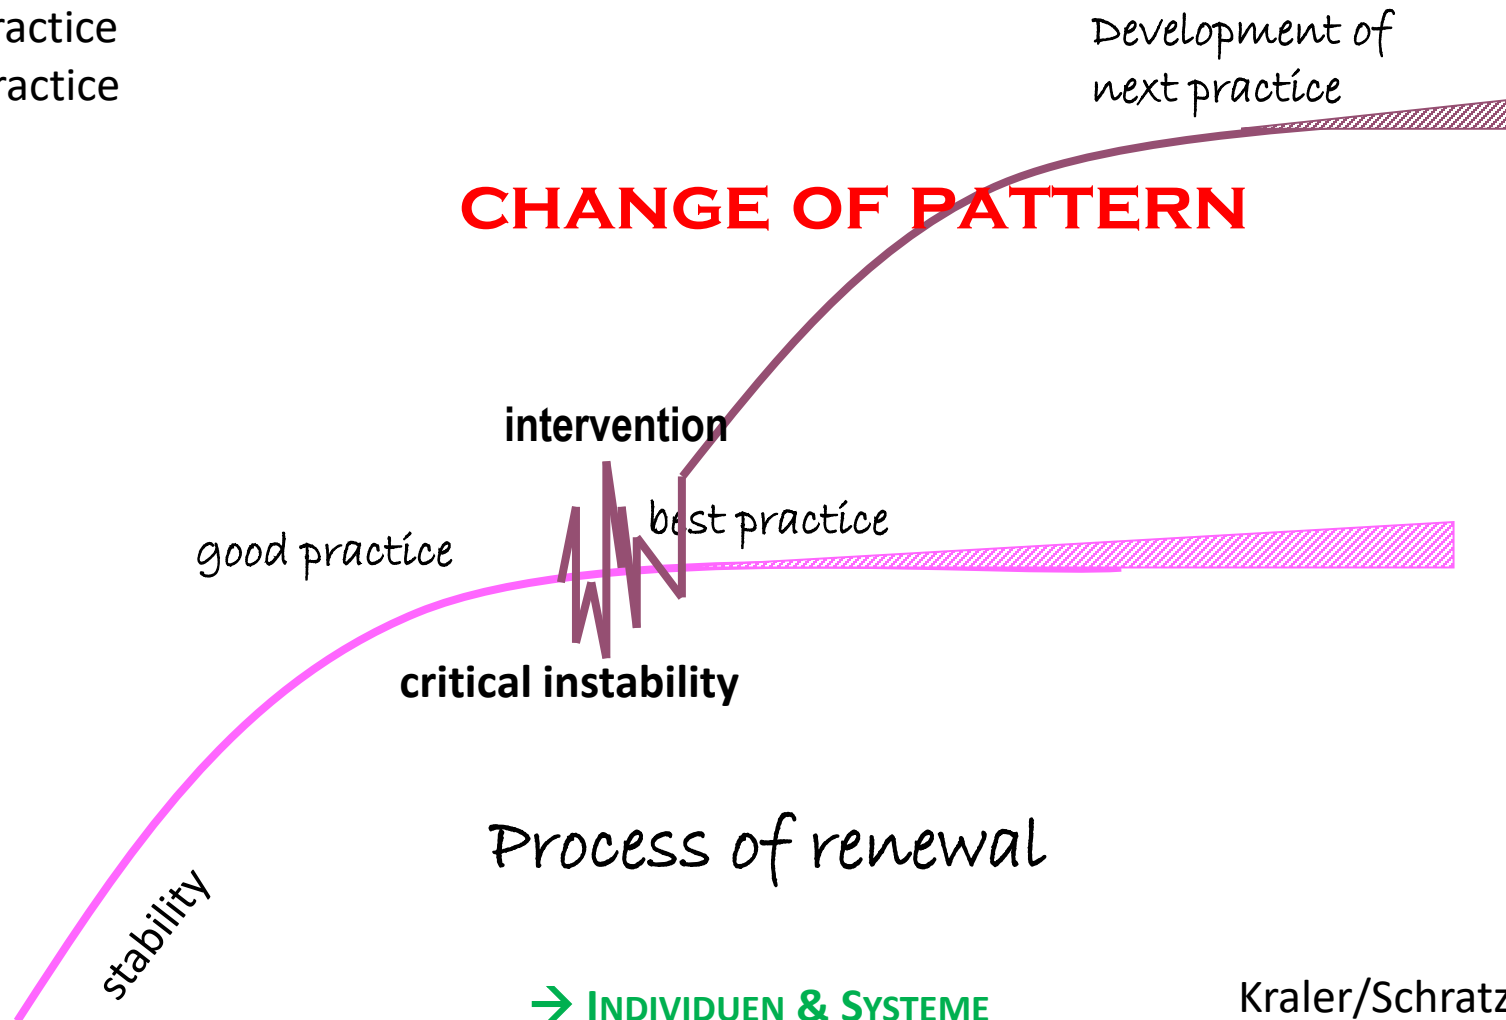 ractice
ractice
Development of
next practice
CHANGE OF PATTERN
intervention
best practice
good practice
critical instability
Process of renewal
stability
→ INDIVIDUEN & SYSTEME
Kraler/Schratz